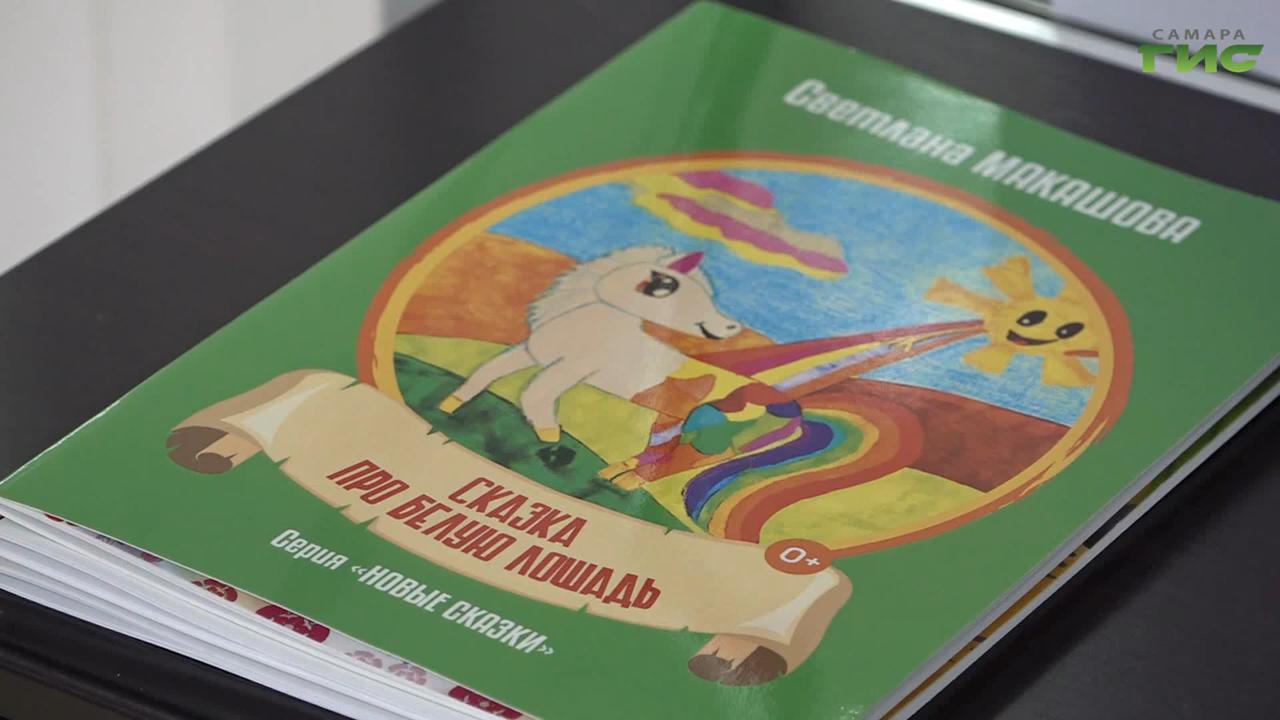 САМАРА
ГИС
Светлана МАКАШОВА
СКАЗКА
ПРО БЕЛУЮ ЛОШАДЬ
0+
Серия «НОВЫЕ СКАЗКИ»